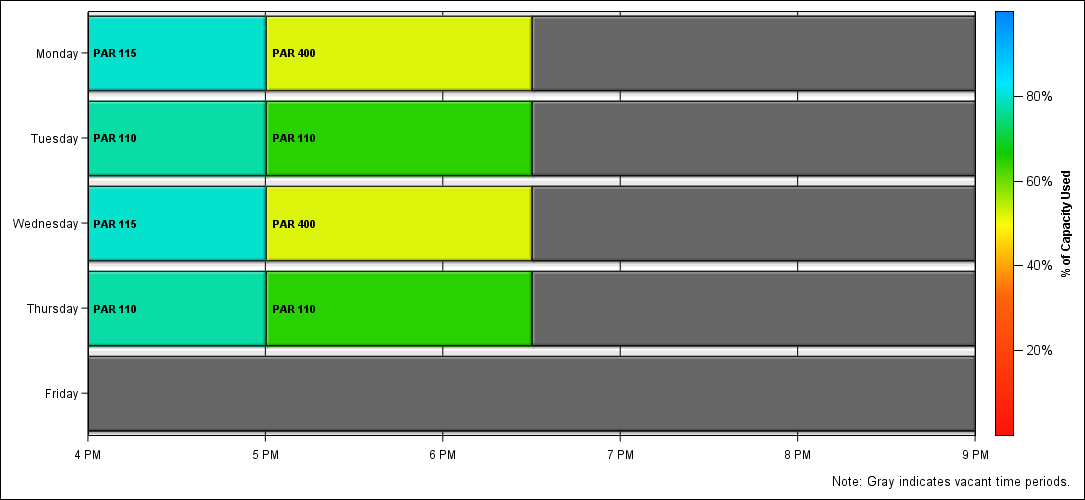 Monday
PAR 115
PAR 400
80%
Tuesday
PAR 110
PAR 110
60%
% of Capacity Used
Wednesday
PAR 115
PAR 400
40%
Thursday
PAR 110
PAR 110
20%
Friday
4 PM
5 PM
6 PM
7 PM
8 PM
9 PM
Note: Gray indicates vacant time periods.